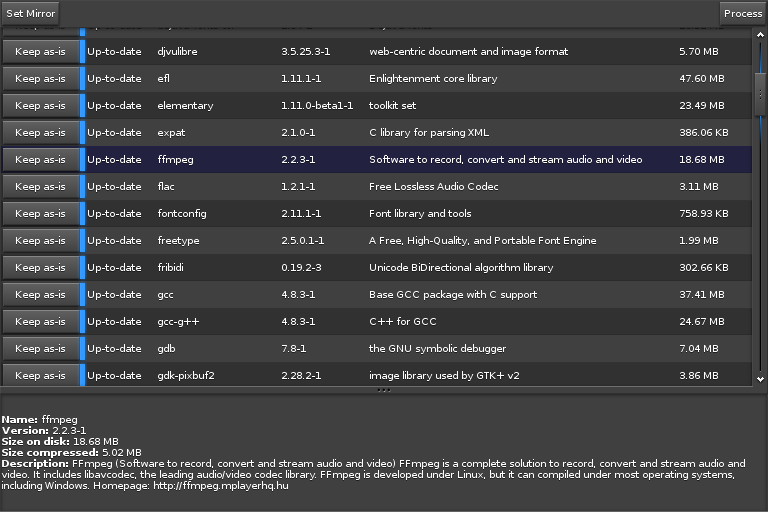 Set Mirror Process
Keep as-is Up-to-date djvulibre 3.5.25.3-1 web-centric document and image format 5.70 MB
Keep as-is Up-to-date efl 1.11.1-1 Enlightenment core library 47.60 MB
Keep as-is Up-to-date elementary 1.11.0-beta1-1 toolkit set 23.49 MB
Keep as-is Up-to-date expat 2.1.0-1 C library for parsing XML 386.06 KB
Keep as-is Up-to-date ffmpeg 2.2.3-1 Software to record, convert and stream audio and video 18.68 MB
Keep as-is Up-to-date flac 1.2.1-1 Free Lossless Audio Codec 3.11 MB
Keep as-is Up-to-date fontconfig 2.11.1-1 Font library and tools 758.93 KB
Keep as-is Up-to-date freetype 2.5.0.1-1 A Free, High-Quality, and Portable Font Engine 1.99 MB
Keep as-is Up-to-date fribidi 0.19.2-3 Unicode BiDirectional algorithm library 302.66 KB
Keep as-is Up-to-date gcc 4.8.3-1 Base GCC package with C support 37.41 MB
Keep as-is Up-to-date gcc-g++ 4.8.3-1 C++ for GCC 24.67 MB
Keep as-is Up-to-date gdb 7.8-1 the GNU symbolic debugger 7.04 MB
Keep as-is Up-to-date gdk-pixbuf2 2.28.2-1 image library used by GTK+ v2 3.86 MB
Name: ffmpeg
Version: 2.2.3-1
Size on disk: 18.68 MB
Size compressed: 5.02 MB
Description: FFmpeg (Software to record, convert and stream audio and video) FFmpeg is a complete solution to record, convert and stream audio and
video. It includes libavcodec, the leading audio/video codec library. FFmpeg is developed under Linux, but it can compiled under most operating systems,
including Windows. Homepage: http://ffmpeg.mplayerhq.hu